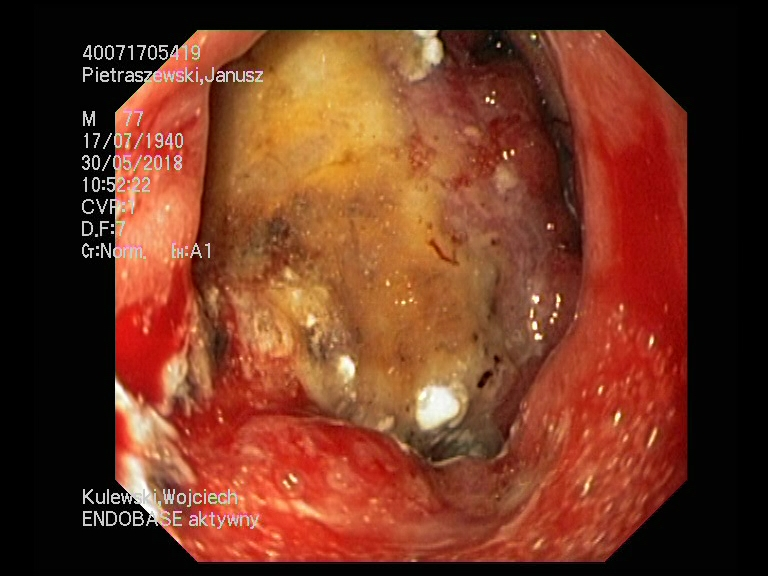 40071705419
Pietraszewski,Janusz
M 77
17/07/1940
30/05/2018
10:52:22
CVP:1
D.F:7
Ct:Norm. Eh:A1
Kulewski,Wojciech
ENDOBASE aktywny